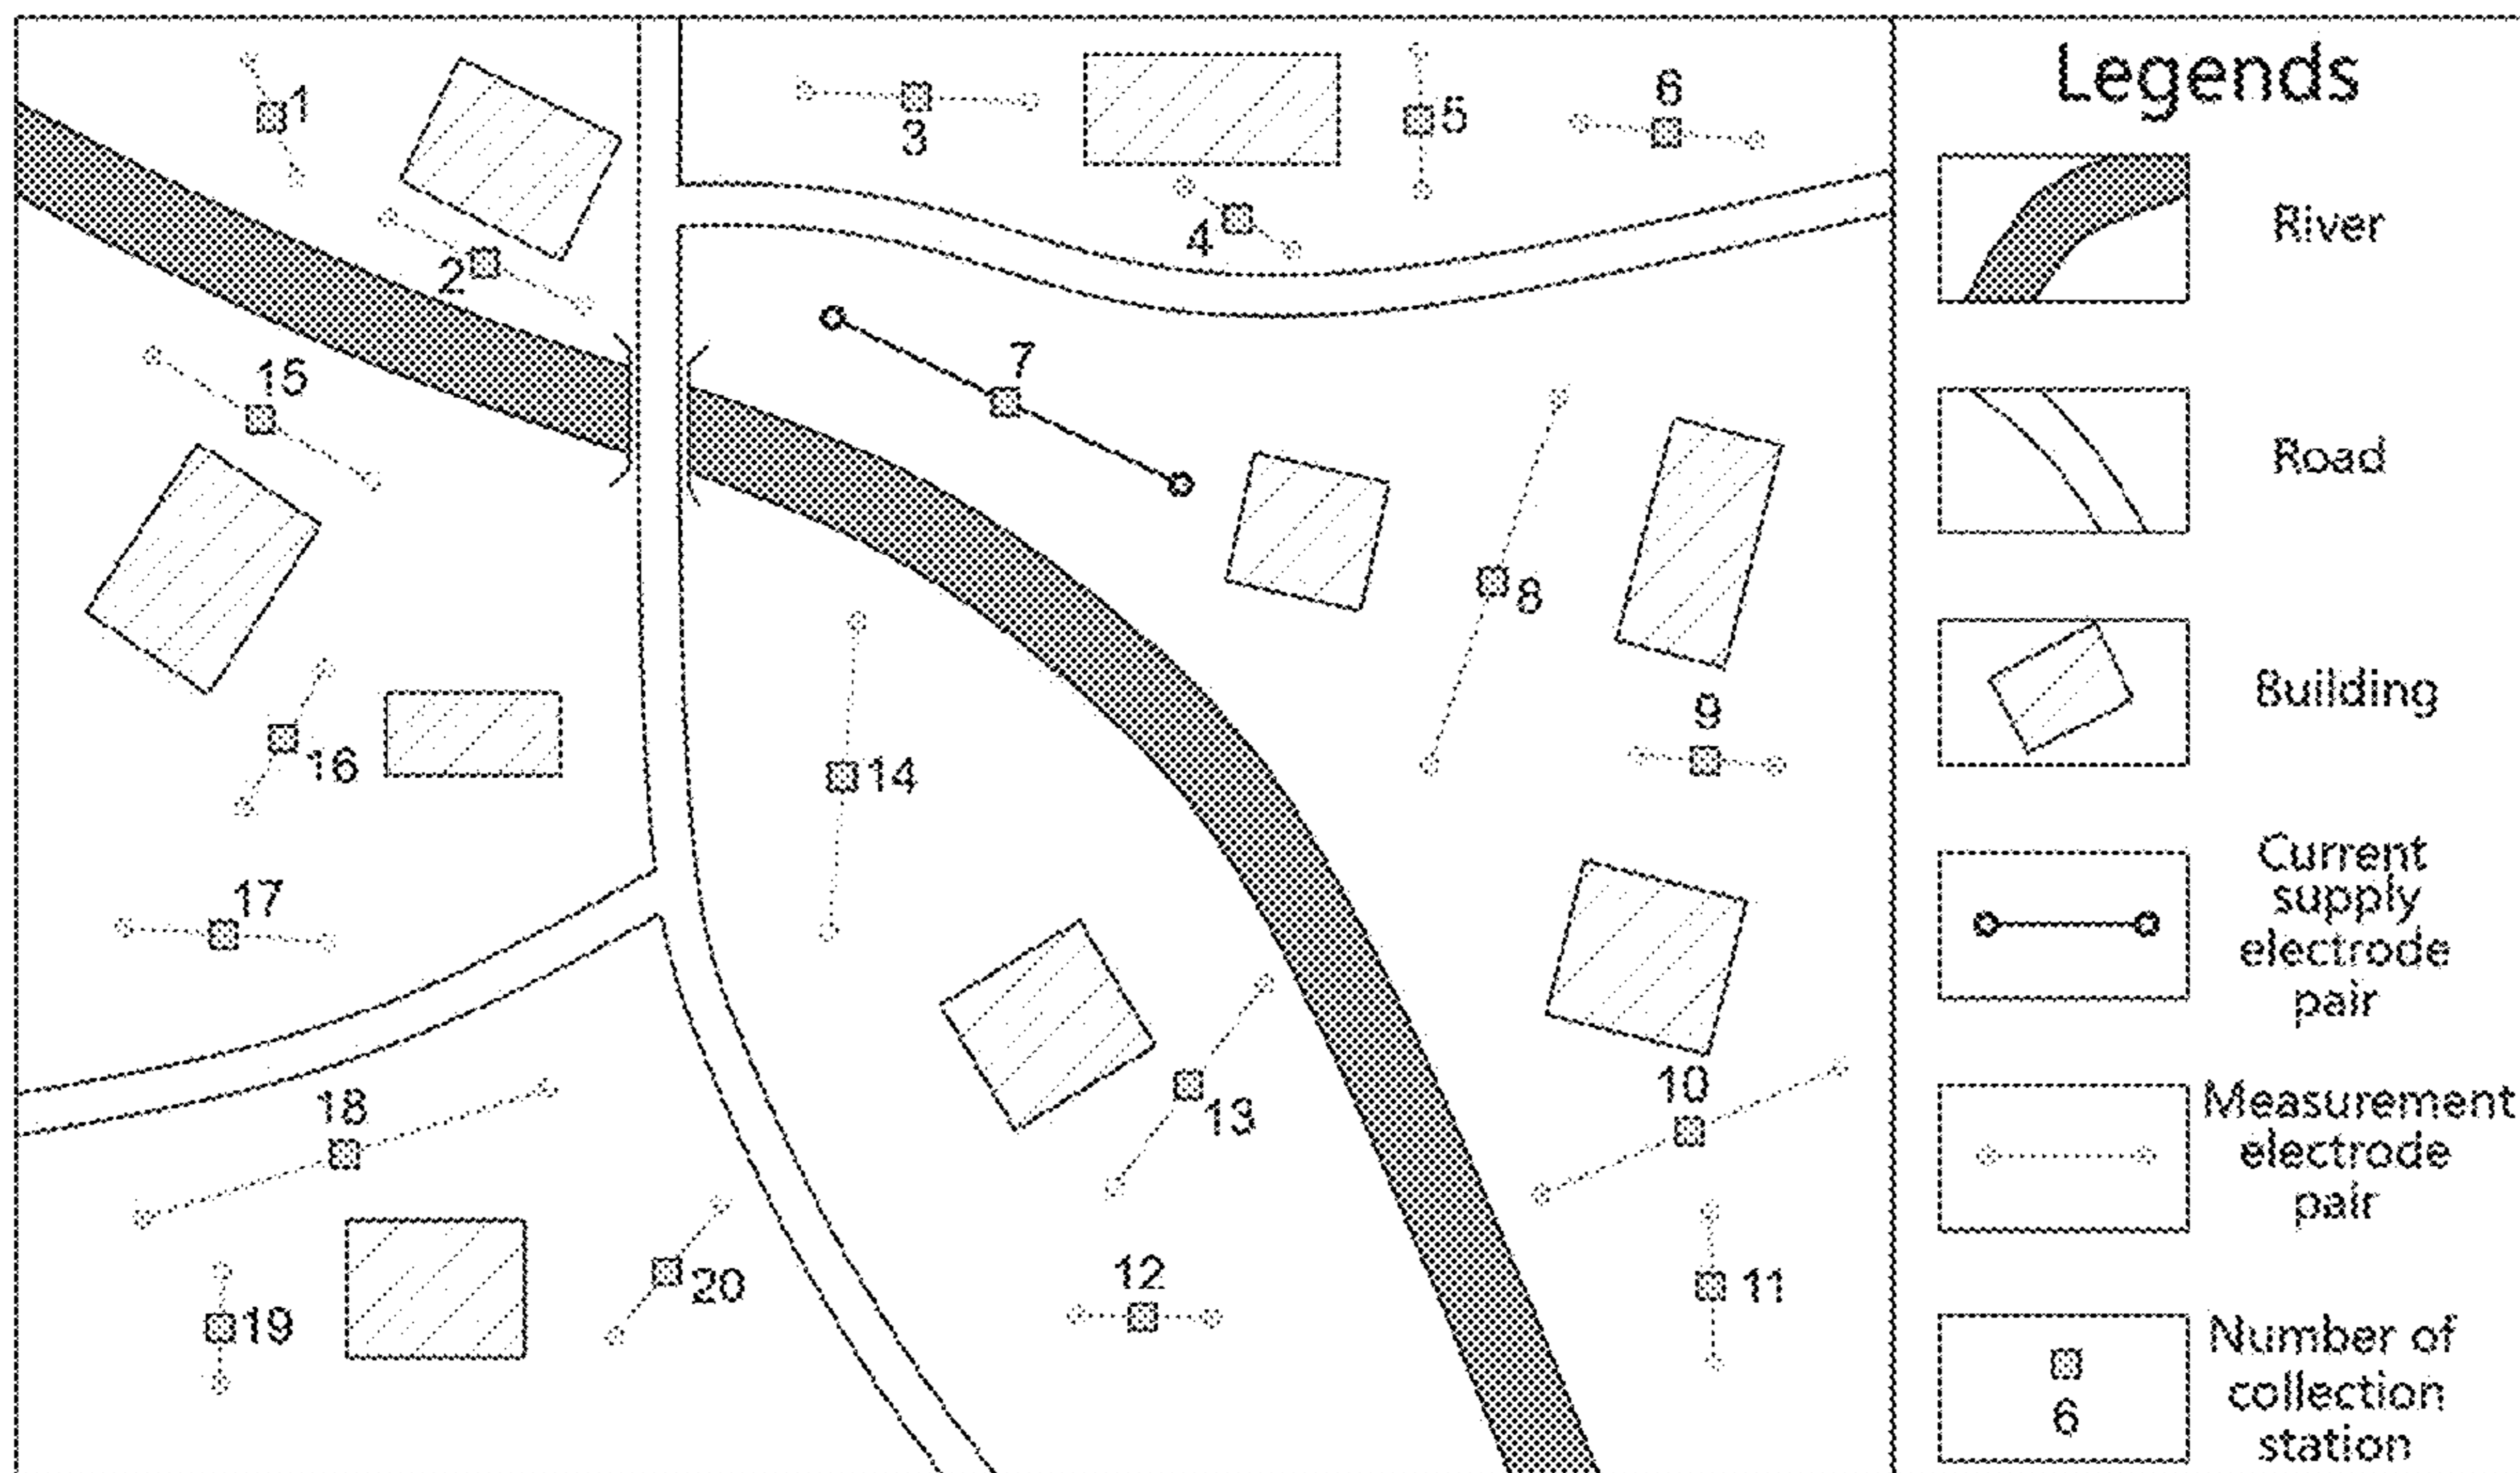 1
3
5
6
4
2
7
15
8
9
16
14
17
18
13
10
12
11
19
20
Legends
River
Road
Building
Current
supply
electrode
pair
Measurement
electrode
pair
6
Number of
collection
station